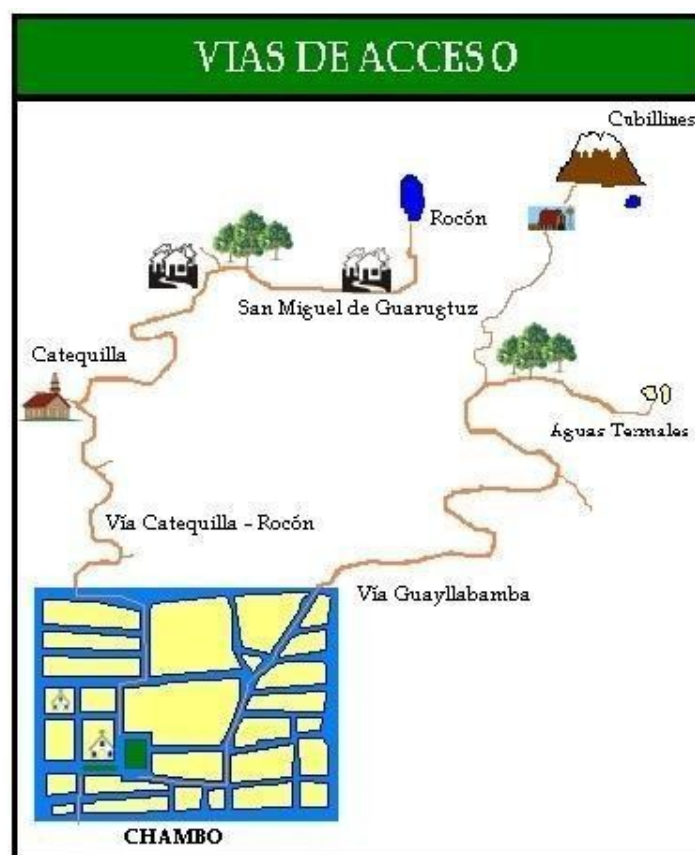 VIAS DE ACCESO
Cubillines
Rocón
San Miguel de Guarugtuz
Catequilla
Aguas Termales
Vía Catequilla - Rocón
Vía Guayllabamba
CHAMBO